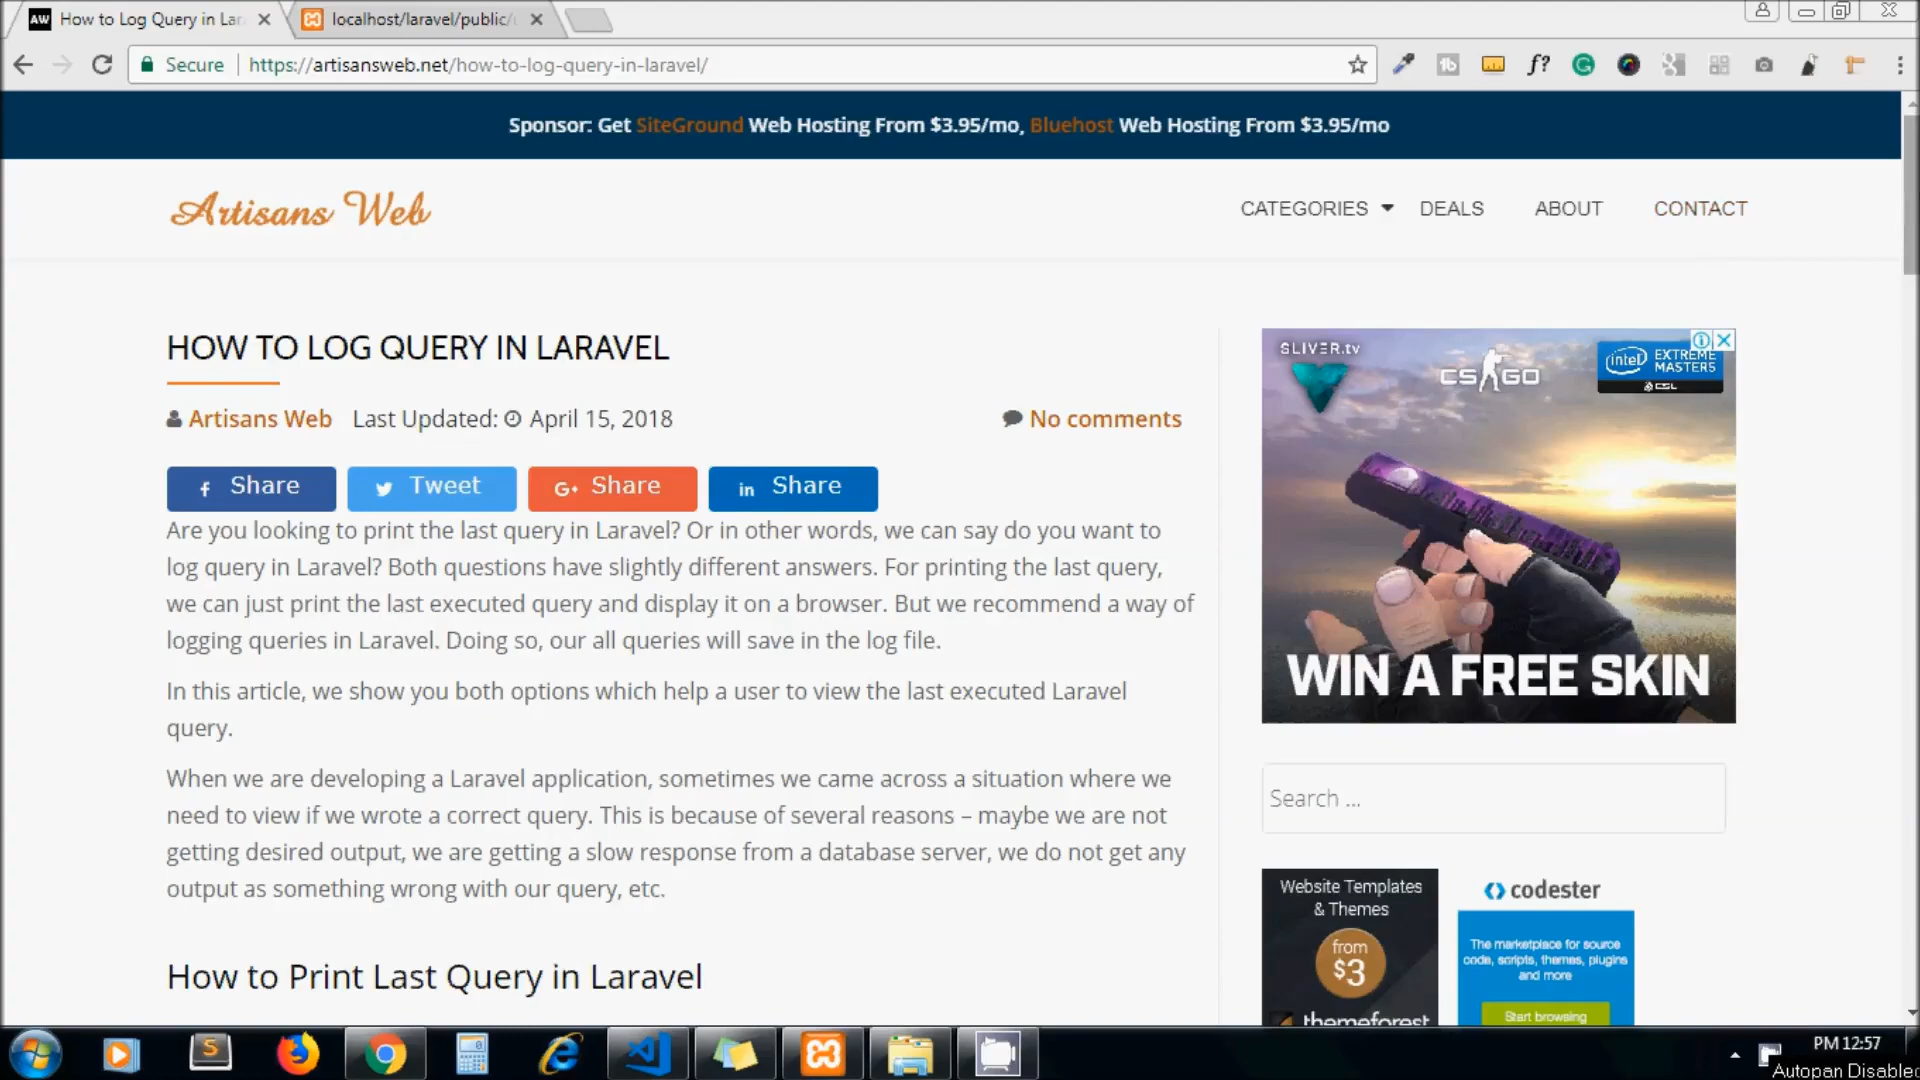 AW How to Log Query in Lar
localhost/laravel/public/
Secure https://artisansweb.net/how-to-log-query-in-laravel/
f?
Sponsor: Get SiteGround Web Hosting From $3.95/mo, Bluehost Web Hosting From $3.95/mo
Artisans Web
CATEGORIES DEALS ABOUT CONTACT
HOW TO LOG QUERY IN LARAVEL
Artisans Web Last Updated: April 15, 2018 No comments
f Share Tweet G+ Share in Share
Are you looking to print the last query in Laravel? Or in other words, we can say do you want to
log query in Laravel? Both questions have slightly different answers. For printing the last query,
we can just print the last executed query and display it on a browser. But we recommend a way of
logging queries in Laravel. Doing so, our all queries will save in the log file.
In this article, we show you both options which help a user to view the last executed Laravel
query.
When we are developing a Laravel application, sometimes we came across a situation where we
need to view if we wrote a correct query. This is because of several reasons – maybe we are not
getting desired output, we are getting a slow response from a database server, we do not get any
output as something wrong with our query, etc.
How to Print Last Query in Laravel
SLIVER.tv
CS GO
intel EXTREME
MASTERS
ESL
WIN A FREE SKIN
Search ...
Website Templates
& Themes
from
$3
themeforest
codester
The marketplace for source
code, scripts, themes, plugins
and more
Start browsing
PM 12:57
Autopan Disabled